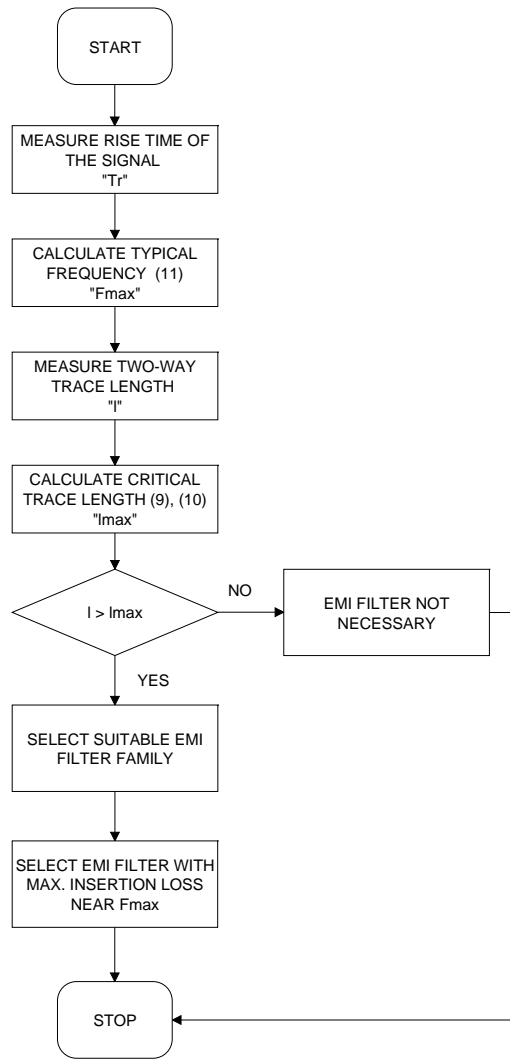 START
MEASURE RISE TIME OF
THE SIGNAL
"Tr"
CALCULATE TYPICAL
FREQUENCY (11)
"Fmax"
MEASURE TWO-WAY
TRACE LENGTH
"l"
CALCULATE CRITICAL
TRACE LENGTH (9), (10)
"lmax"
l > lmax
NO
EMI FILTER NOT
NECESSARY
YES
SELECT SUITABLE EMI
FILTER FAMILY
SELECT EMI FILTER WITH
MAX. INSERTION LOSS
NEAR Fmax
STOP